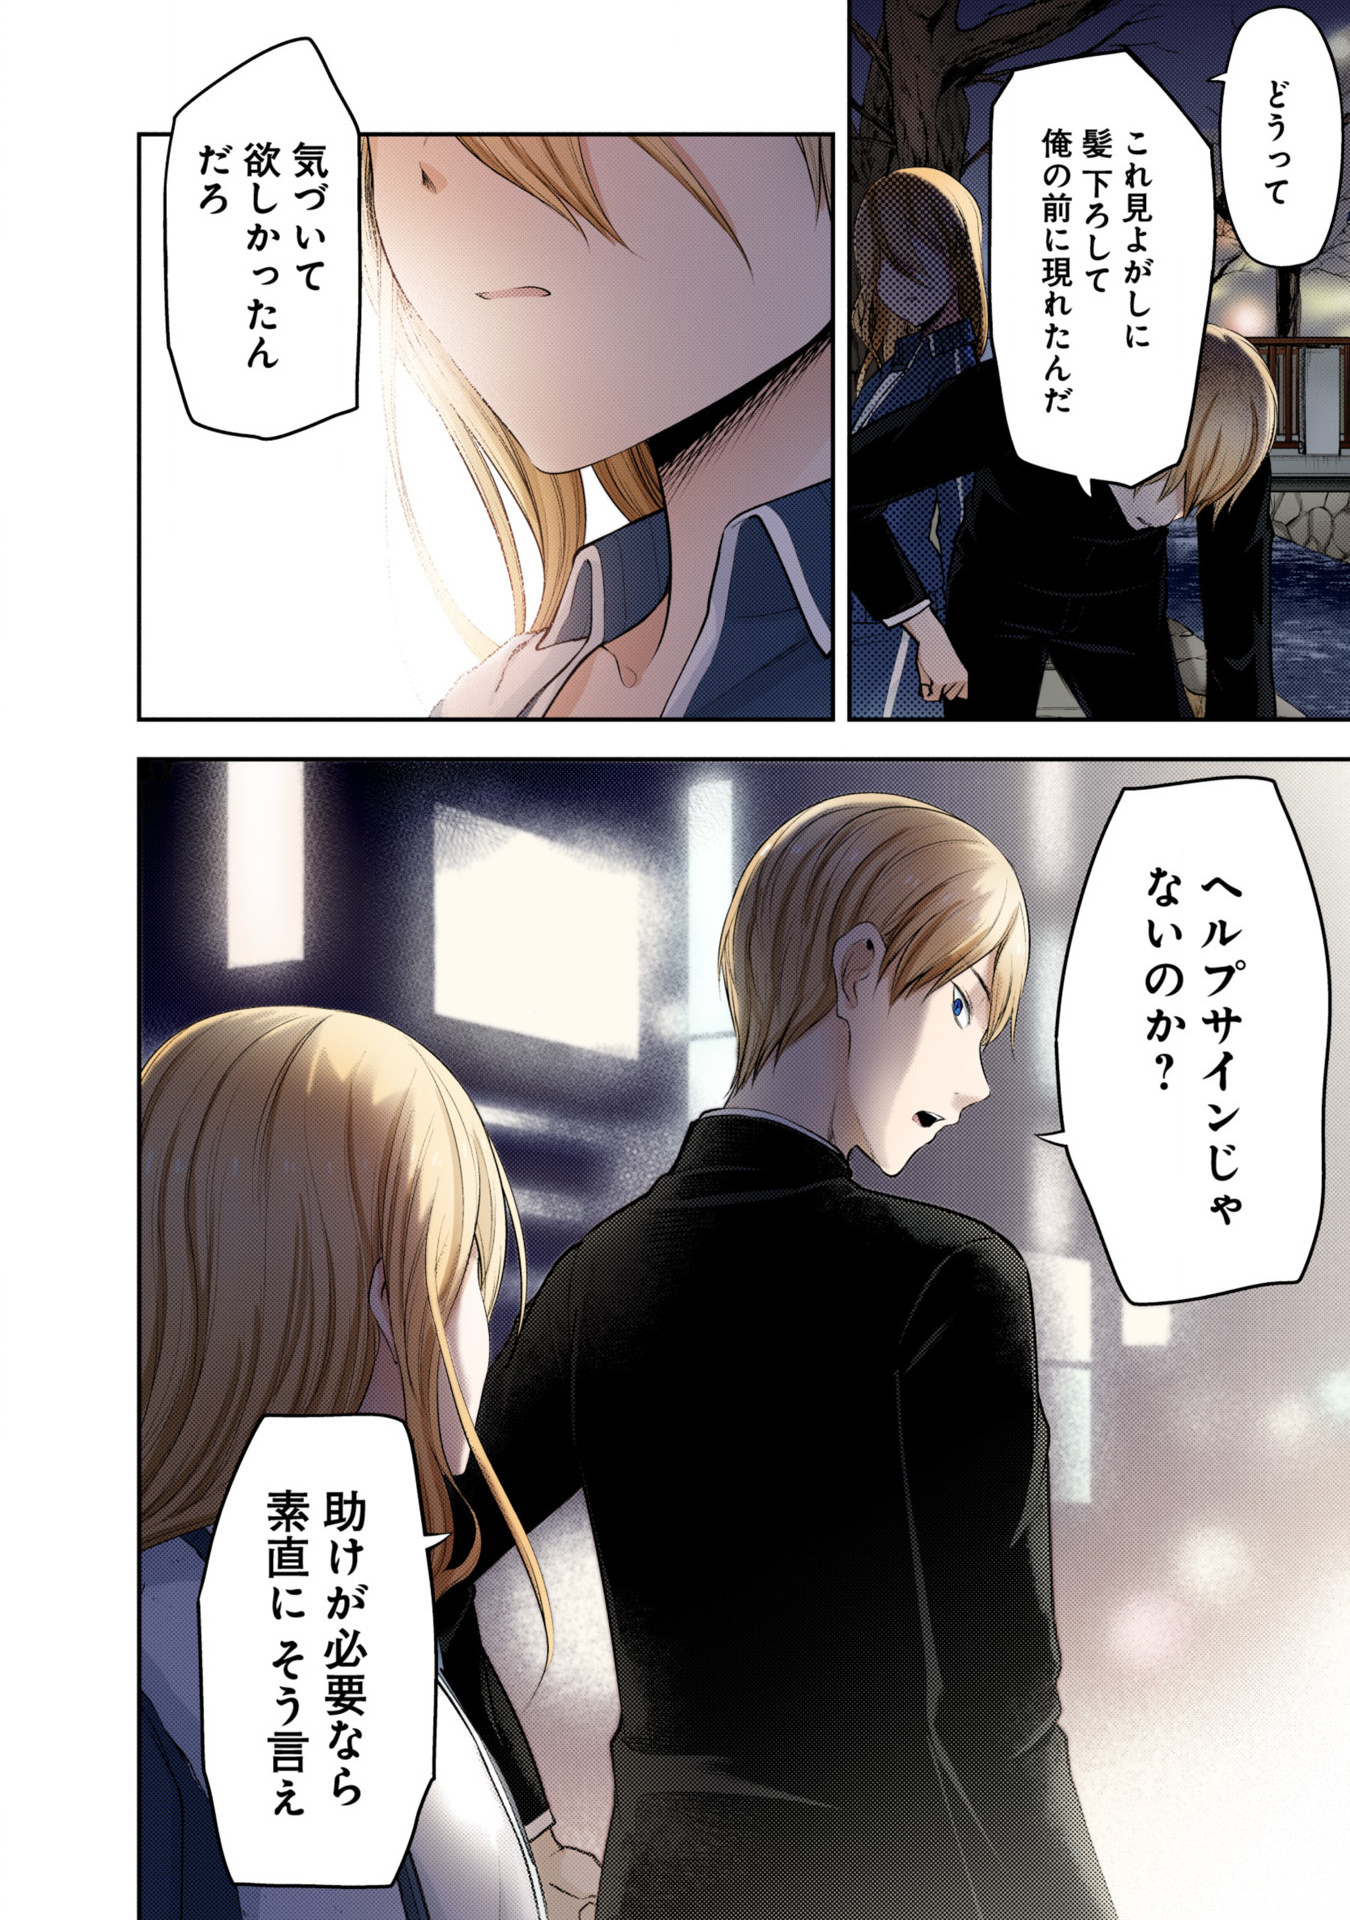 どうって
これ見よがしに
髪下ろして
俺の前に現れたんだ
気づいて
欲しかったん
だろ
ヘルプサインじゃ
ないのか？
助けが必要なら
素直に そう言え